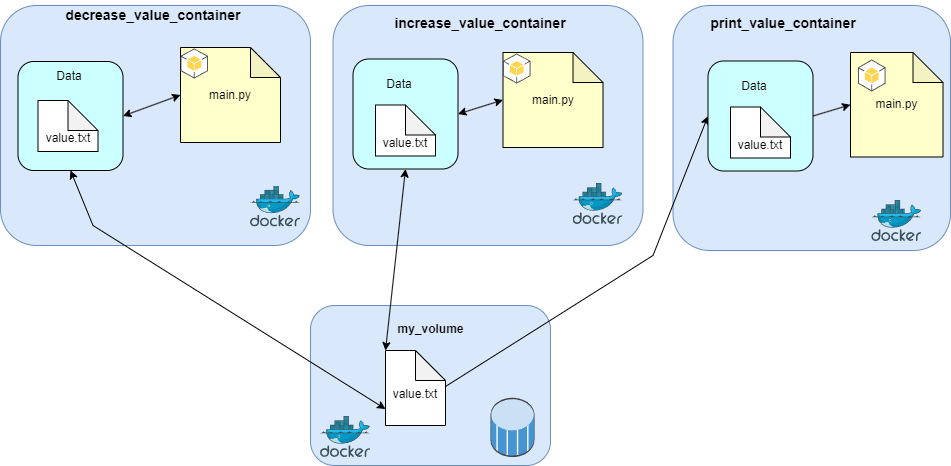 decrease_value_container
increase_value_container
print_value_container
Data
main.py
value.txt
docker
Data
main.py
value.txt
docker
Data
main.py
value.txt
docker
my_volume
value.txt
docker